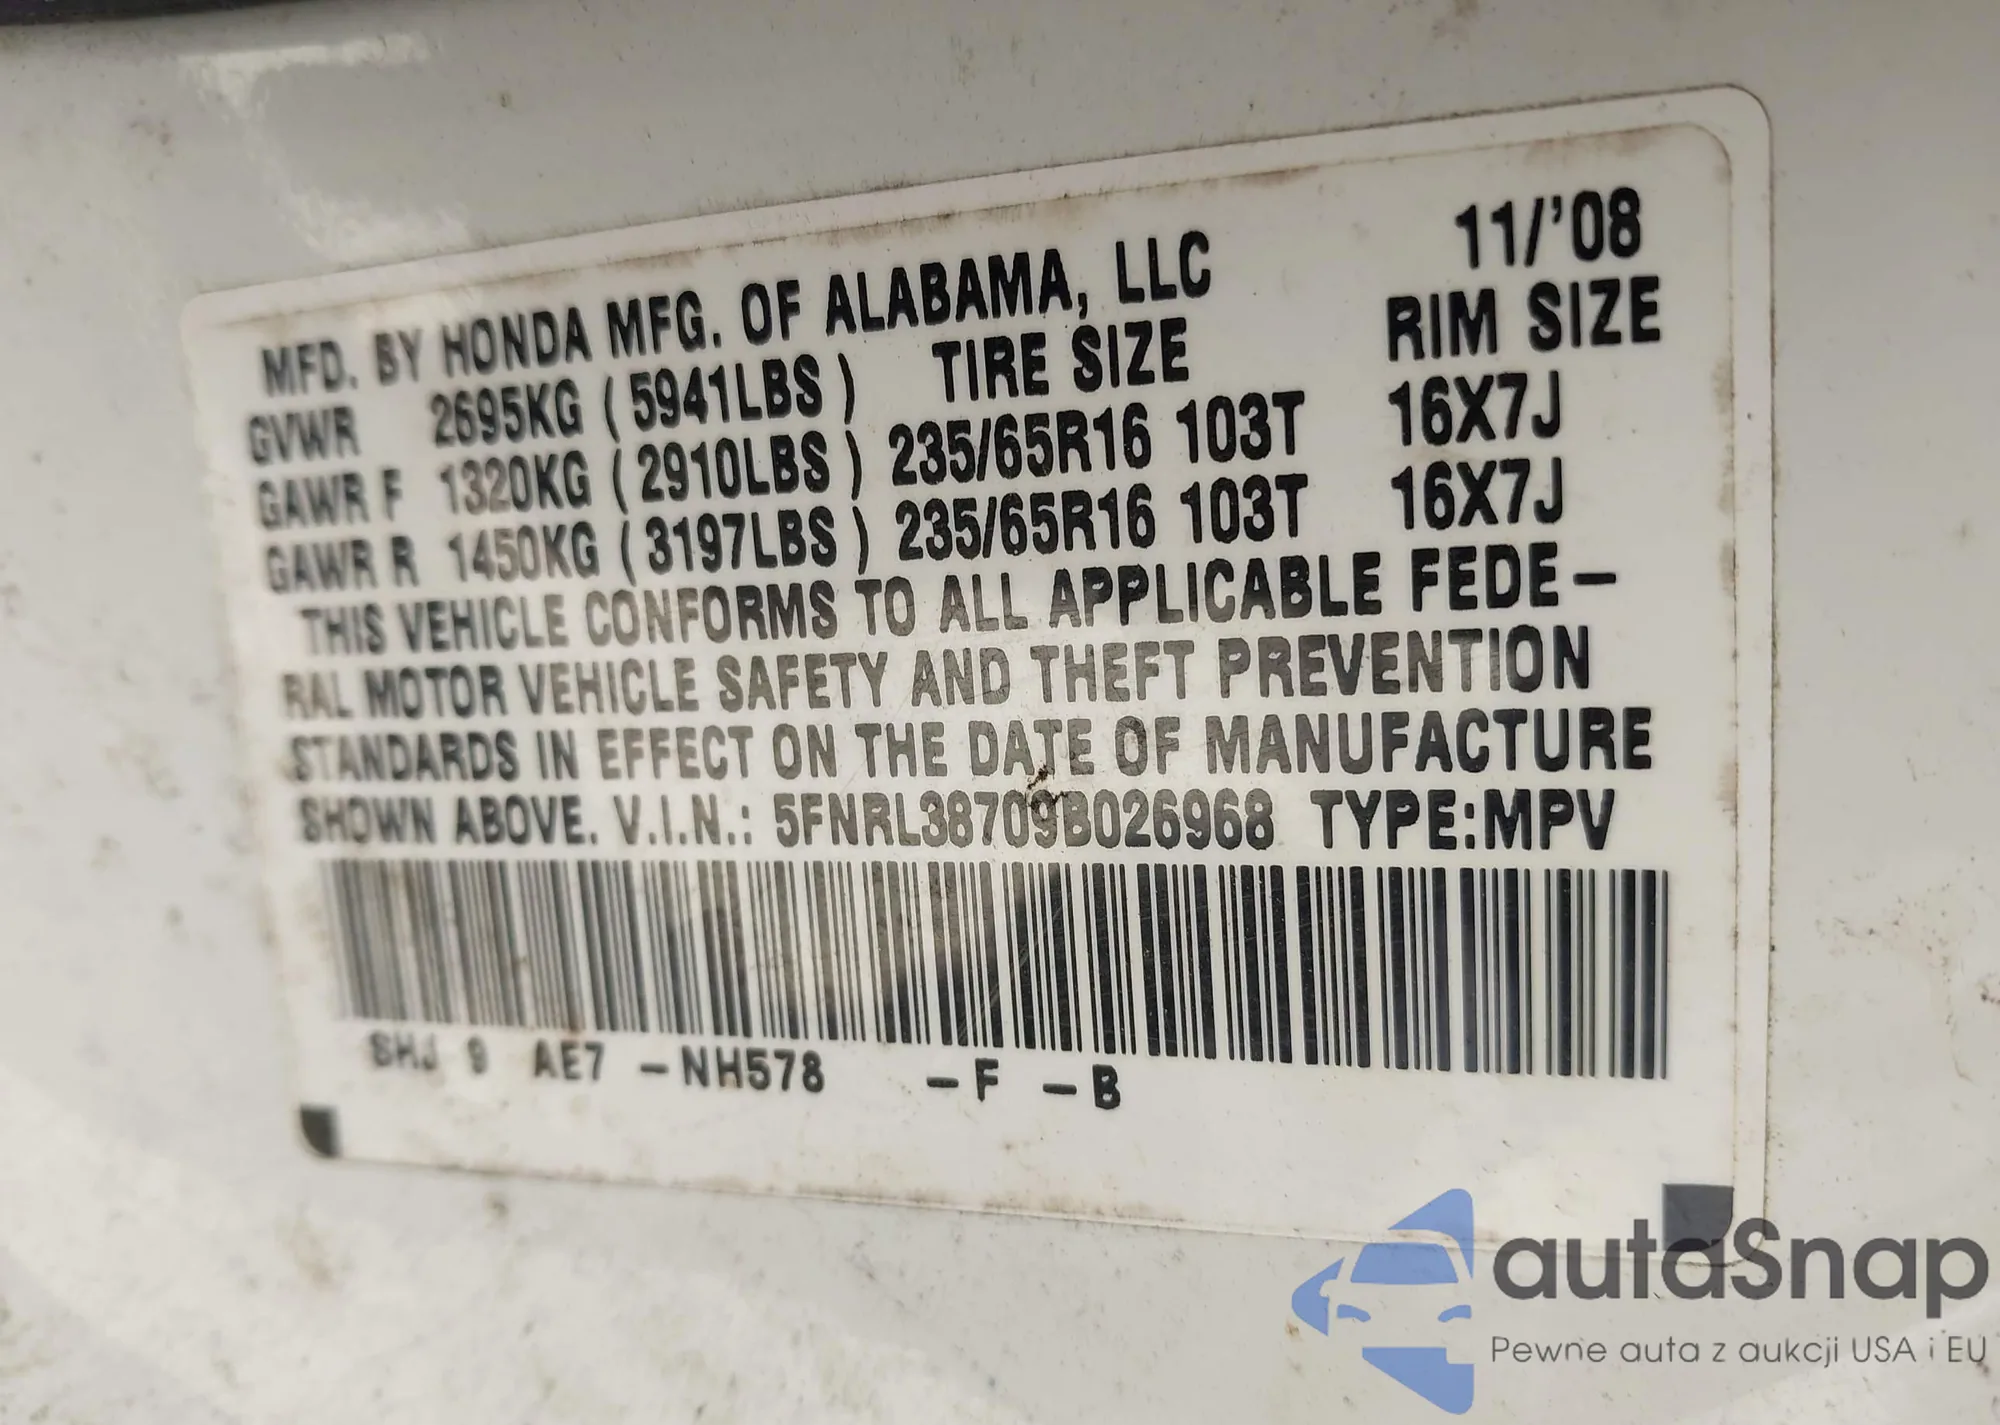 11/'08
MFD. BY HONDA MFG. OF ALABAMA, LLC
GVWR 2695KG ( 5941LBS ) TIRE SIZE RIM SIZE
GAWR F 1320KG ( 2910LBS ) 235/65R16 103T 16X7J
GAWR R 1450KG ( 3197LBS ) 235/65R16 103T 16X7J
THIS VEHICLE CONFORMS TO ALL APPLICABLE FEDE-
RAL MOTOR VEHICLE SAFETY AND THEFT PREVENTION
STANDARDS IN EFFECT ON THE DATE OF MANUFACTURE
SHOWN ABOVE. V.I.N.: 5FNRL38709B026968 TYPE:MPV
SHJ 9 AE7 -NH578 -F -B
autaSnap
Pewne auta z aukcji USA i EU